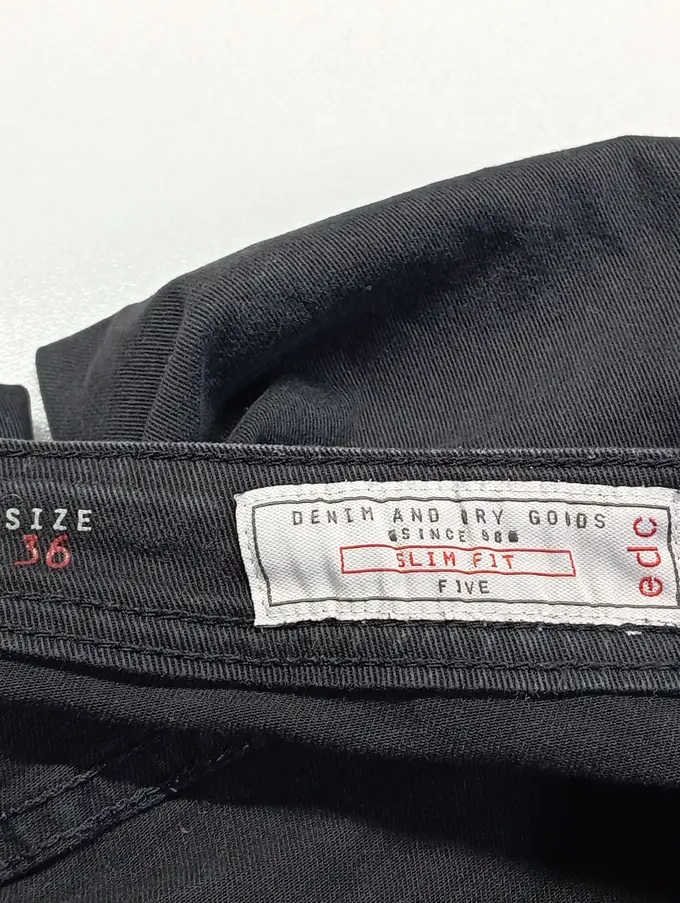 SIZE
36
DENIM AND DRY GOODS
SINCE 98
SLIM FIT
FIVE
edc